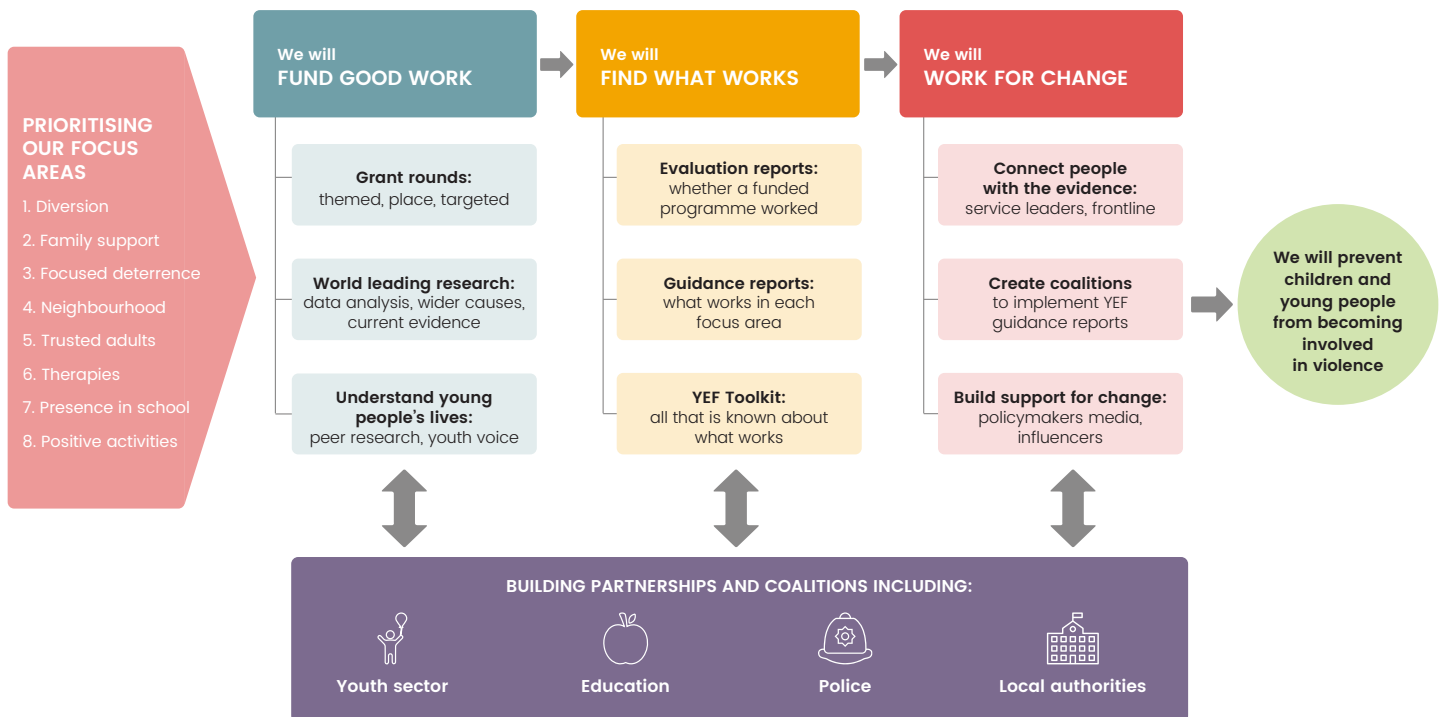 PRIORITISING
OUR FOCUS
AREAS
1. Diversion
2. Family support
3. Focused deterrence
4. Neighbourhood
5. Trusted adults
6. Therapies
7. Presence in school
8. Positive activities
We will
FUND GOOD WORK
Grant rounds:
themed, place, targeted
World leading research:
data analysis, wider causes,
current evidence
Understand young
people's lives:
peer research, youth voice
We will
FIND WHAT WORKS
Evaluation reports:
whether a funded
programme worked
Guidance reports:
what works in each
focus area
YEF Toolkit:
all that is known about
what works
We will
WORK FOR CHANGE
Connect people
with the evidence:
service leaders, frontline
Create coalitions
to implement YEF
guidance reports
Build support for change:
policymakers media,
influencers
We will prevent
children and
young people
from becoming
involved
in violence
BUILDING PARTNERSHIPS AND COALITIONS INCLUDING:
Youth sector
Education
Police
Local authorities